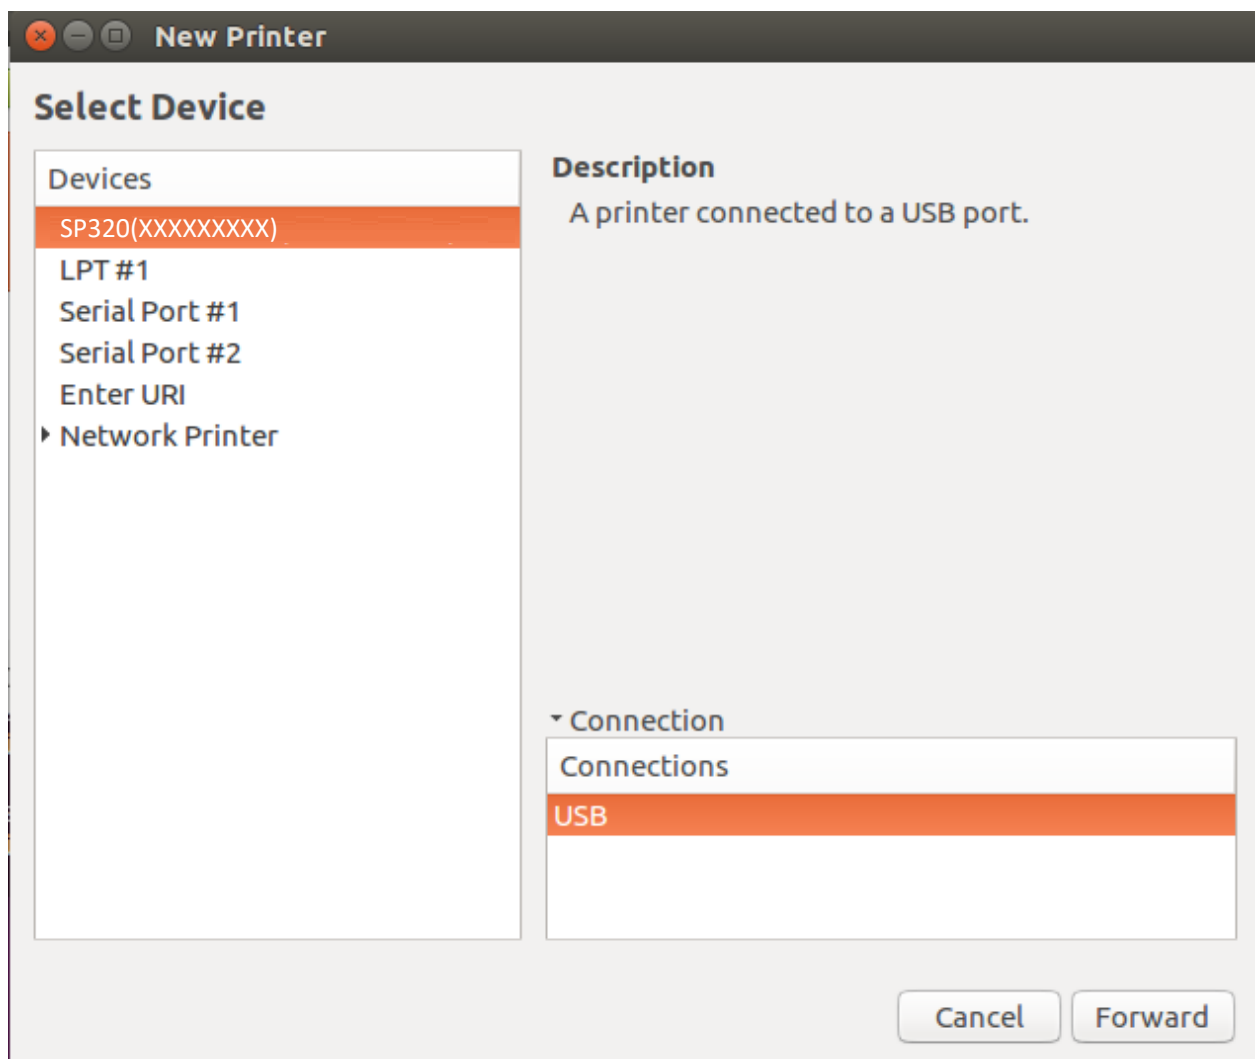 New Printer
Select Device
Devices
SP320(XXXXXXXXX)
LPT #1
Serial Port #1
Serial Port #2
Enter URI
Network Printer
Description
A printer connected to a USB port.
Connection
Connections
USB
Cancel
Forward